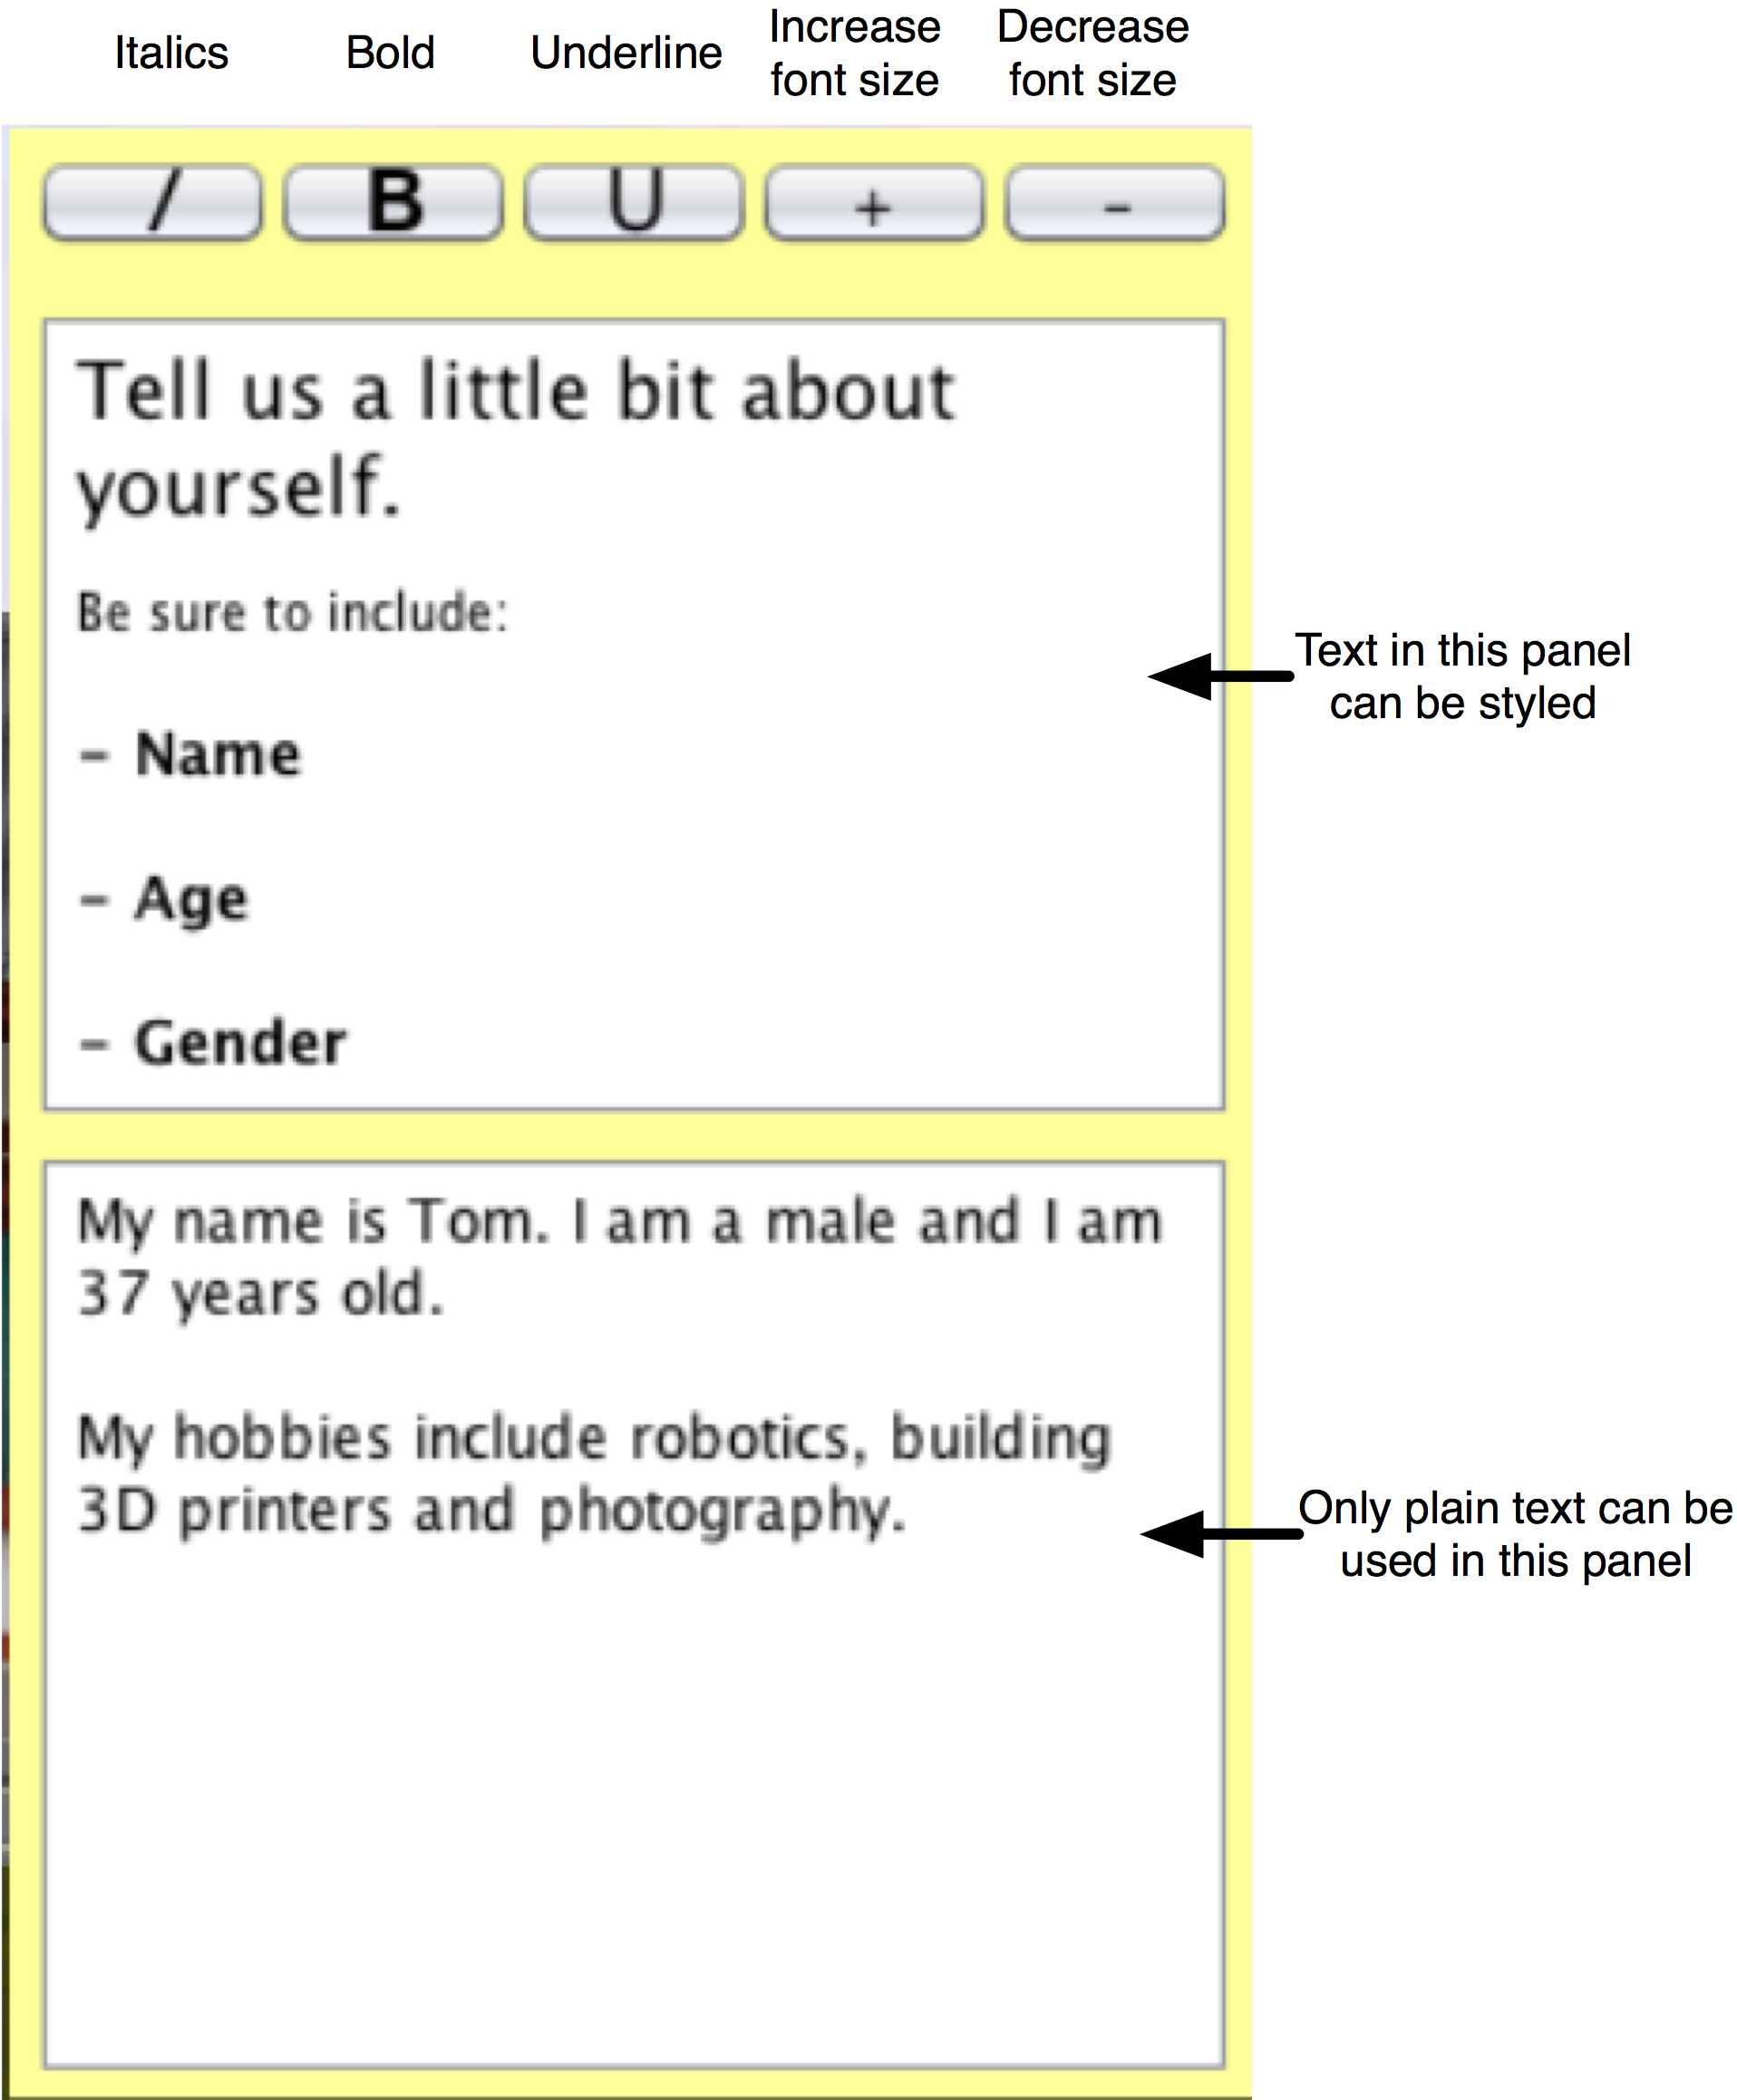 Italics Bold Underline Increase font size Decrease font size
/ B U + -
Tell us a little bit about
yourself.
Be sure to include:
- Name
- Age
- Gender
Text in this panel
can be styled
My name is Tom. I am a male and I am
37 years old.
My hobbies include robotics, building
3D printers and photography.
Only plain text can be
used in this panel